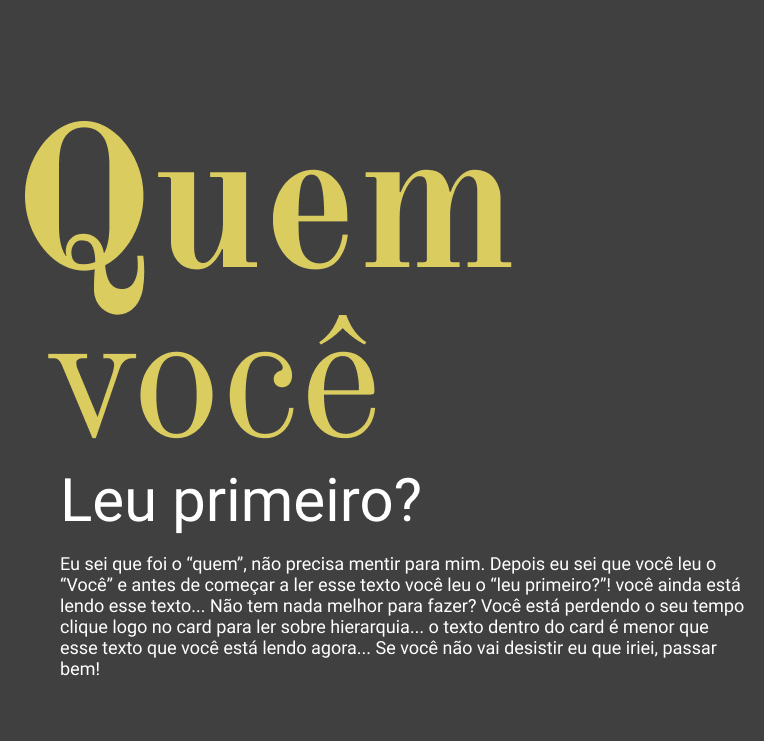 Quem
você
Leu primeiro?
Eu sei que foi o “quem”, não precisa mentir para mim. Depois eu sei que você leu o
“Você” e antes de começar a ler esse texto você leu o “leu primeiro?”! você ainda está
lendo esse texto... Não tem nada melhor para fazer? Você está perdendo o seu tempo
clique logo no card para ler sobre hierarquia... o texto dentro do card é menor que
esse texto que você está lendo agora... Se você não vai desistir eu que iriei, passar
bem!